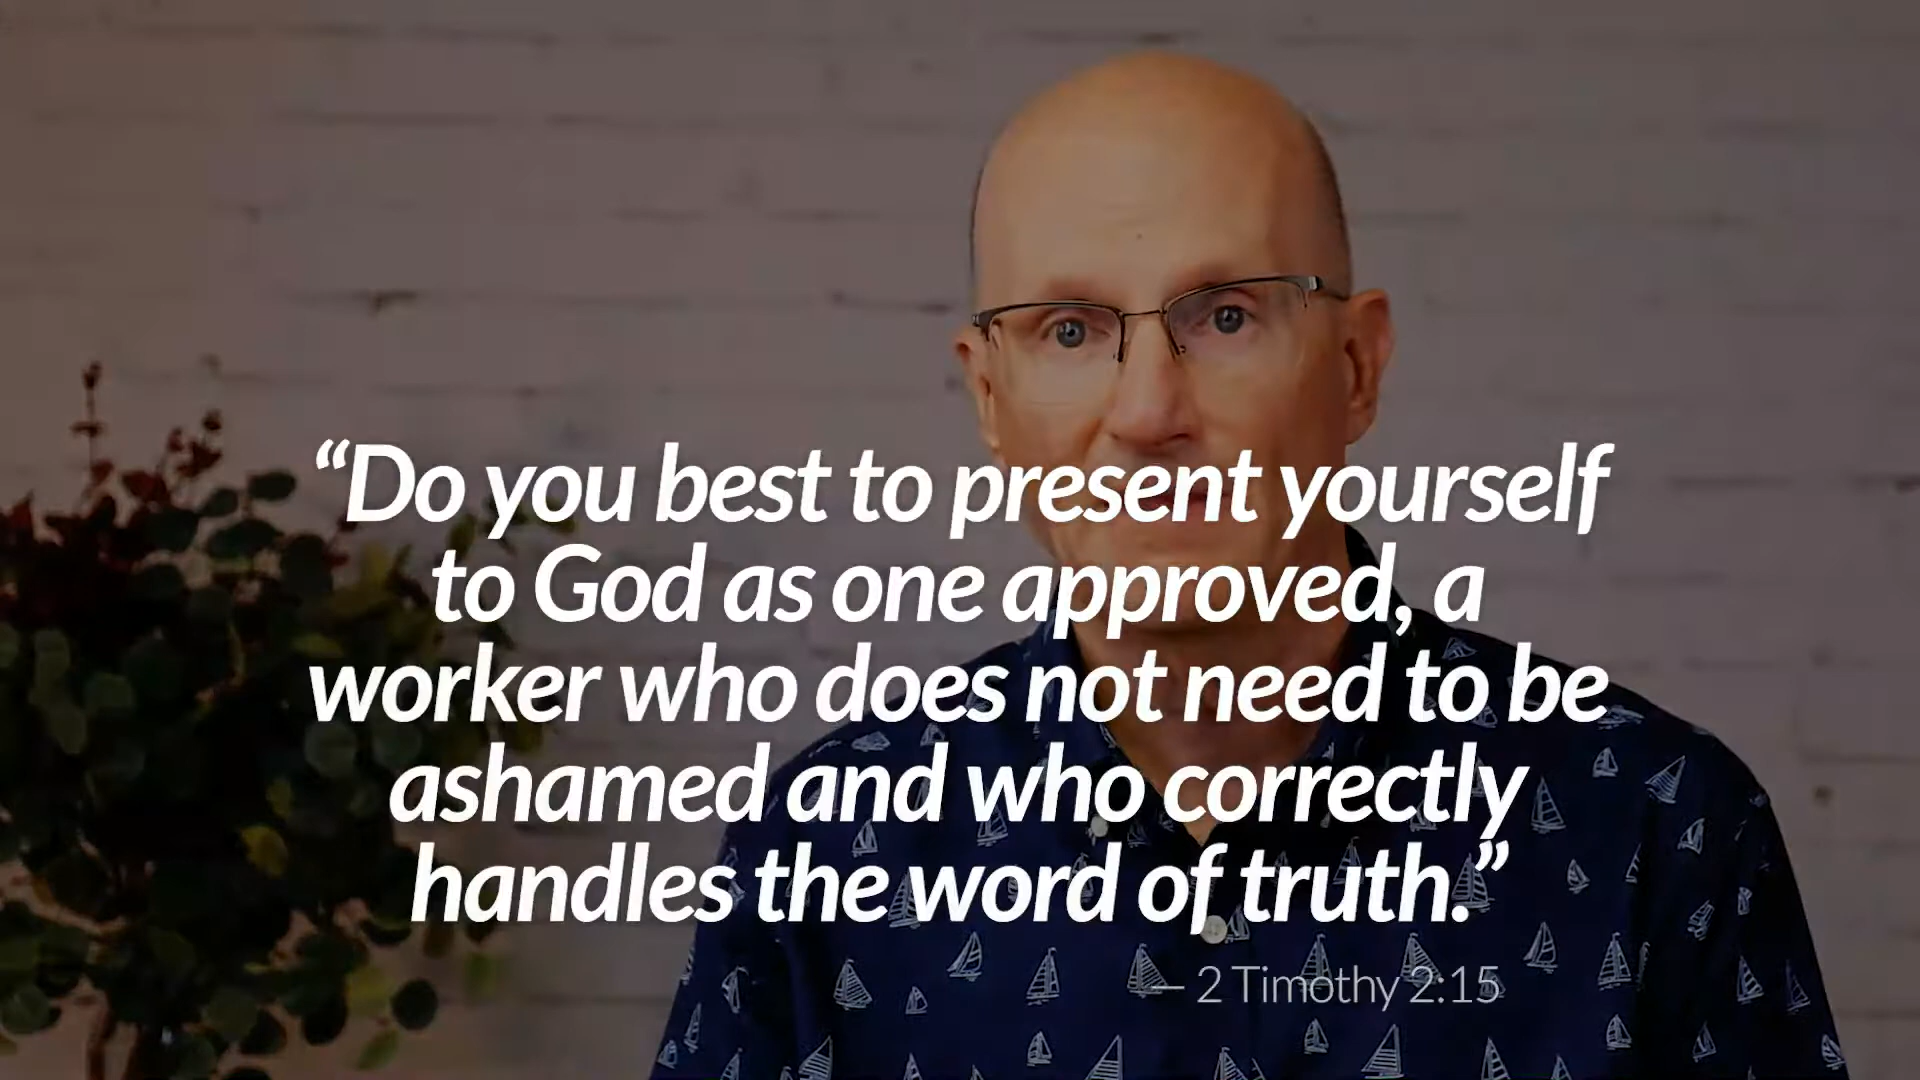 “Do you best to present yourself
to God as one approved, a
worker who does not need to be
ashamed and who correctly
handles the word of truth.”
– 2 Timothy 2:15